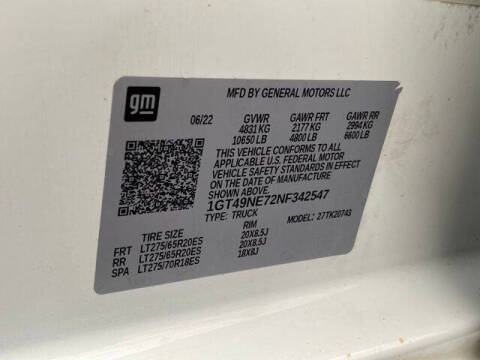 gm
MFD BY GENERAL MOTORS LLC
06/22 GVWR GAWR FRT GAWR RR
4831 KG 2177 KG 2994 KG
10650 LB 4800 LB 6600 LB
THIS VEHICLE CONFORMS TO ALL
APPLICABLE U.S. FEDERAL MOTOR
VEHICLE SAFETY STANDARDS IN EFFECT
ON THE DATE OF MANUFACTURE
1GT49NE72NF342547
TYPE: TRUCK MODEL: 27TK20743
TIRE SIZE RIM
FRT LT275/65R20ES 20X8.5J
RR LT275/65R20ES 20X8.5J
SPA LT275/70R18ES 18X8J